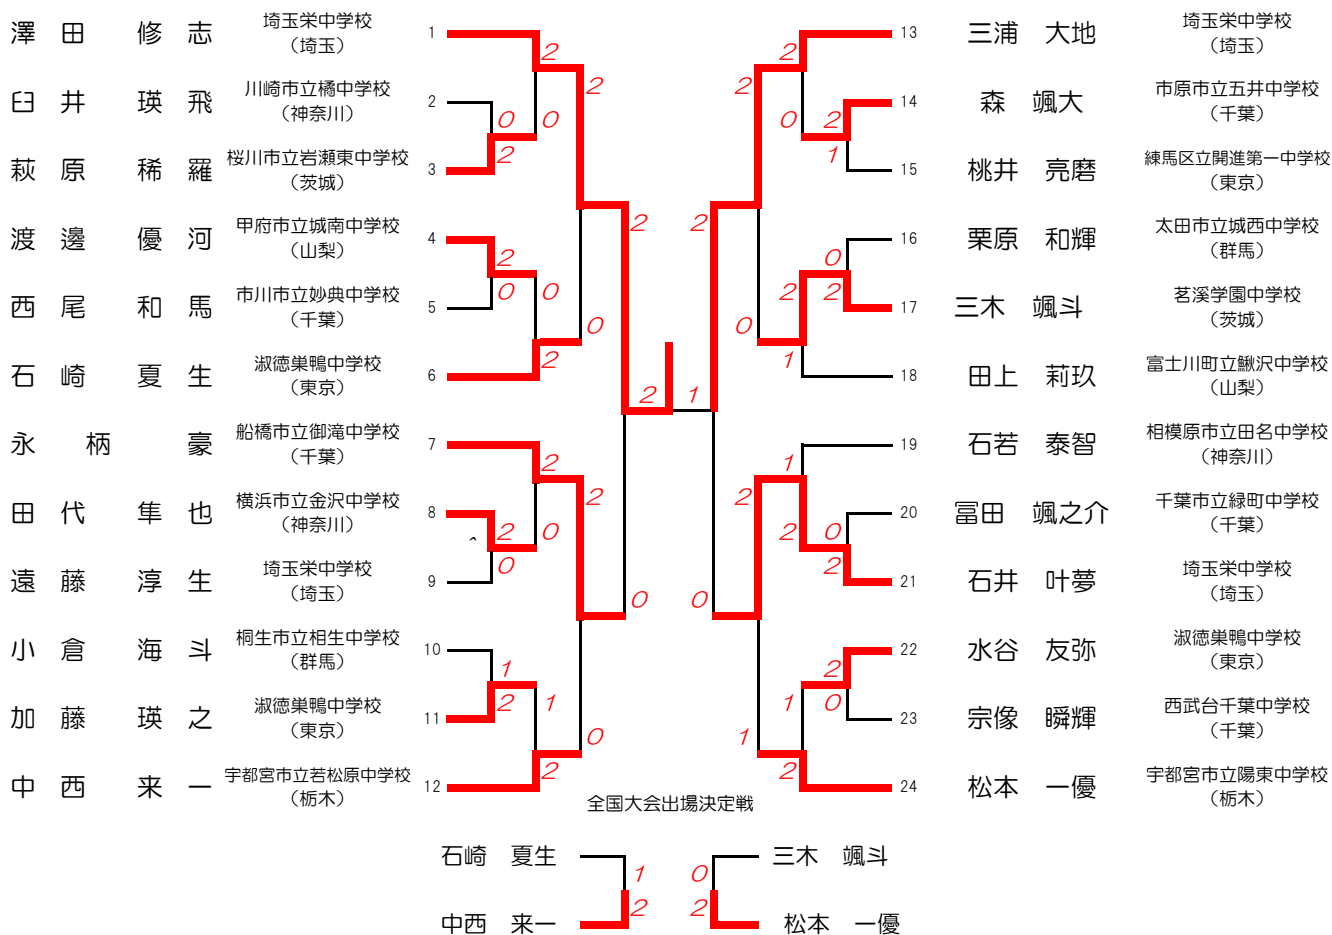 澤田 修志 埼玉栄中学校 1
（埼玉）
臼井 瑛飛 川崎市立橘中学校 2
（神奈川）
萩原 稀羅 桜川市立岩瀬東中学校 3
（茨城）
渡邊 優河 甲府市立城南中学校 4
（山梨）
西尾 和馬 市川市立妙典中学校 5
（千葉）
石崎 夏生 淑徳巣鴨中学校 6
（東京）
永柄 豪 船橋市立御滝中学校 7
（千葉）
田代 隼也 横浜市立金沢中学校 8
（神奈川）
遠藤 淳生 埼玉栄中学校 9
（埼玉）
小倉 海斗 桐生市立相生中学校 10
（群馬）
加藤 瑛之 淑徳巣鴨中学校 11
（東京）
中西 来一 宇都宮市立若松原中学校 12
（栃木）
2
2
0 0
2
2
2
0 0
0
2
2
2
2
2 0
0
0
1
2 1
0
2
2 1
2
2
0 2
1
2
0
2 2
0
1
1
2
2 0
2
0
2
1 0
1
2
13 三浦 大地 埼玉栄中学校
（埼玉）
14 森 颯大 市原市立五井中学校
（千葉）
15 桃井 亮磨 練馬区立開進第一中学校
（東京）
16 栗原 和輝 太田市立城西中学校
（群馬）
17 三木 颯斗 茗溪学園中学校
（茨城）
18 田上 莉玖 富士川町立鰍沢中学校
（山梨）
19 石若 泰智 相模原市立田名中学校
（神奈川）
20 冨田 颯之介 千葉市立緑町中学校
（千葉）
21 石井 叶夢 埼玉栄中学校
（埼玉）
22 水谷 友弥 淑徳巣鴨中学校
（東京）
23 宗像 瞬輝 西武台千葉中学校
（千葉）
24 松本 一優 宇都宮市立陽東中学校
（栃木）
全国大会出場決定戦
石崎 夏生 三木 颯斗
1 0
2 2
中西 来一 松本 一優